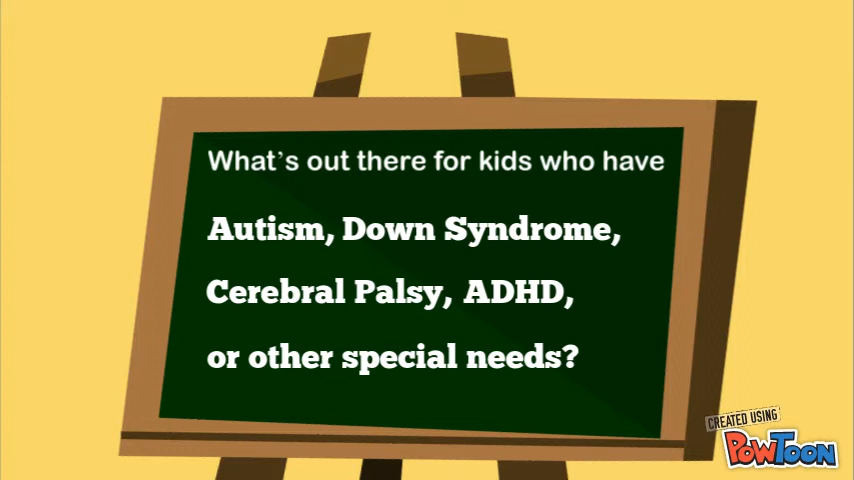 What's out there for kids who have
Autism, Down Syndrome,
Cerebral Palsy, ADHD,
or other special needs?
CREATED USING
POWTOON